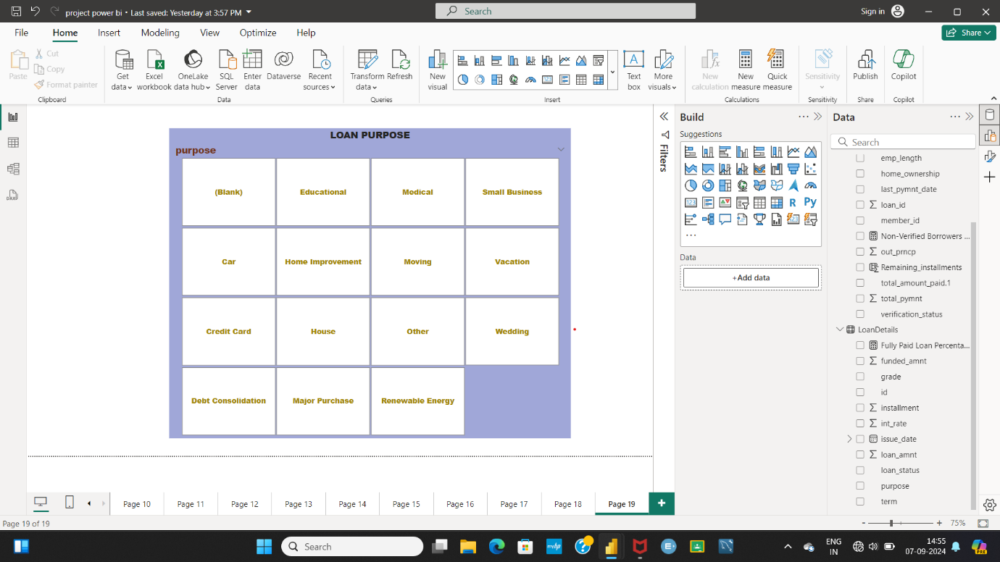 project power bi • Last saved: Yesterday at 3:57 PM
Search
Sign in
File Home Insert Modeling View Optimize Help
Share
Paste
Cut
Copy
Format painter
Clipboard
Get data
Excel workbook
OneLake data hub
SQL Server
Enter data
Dataverse
Recent sources
Data
Transform data
Refresh
Queries
New visual
Text box
More visuals
Insert
New calculation
New measure
Quick measure
Calculations
Sensitivity
Sensitivity
Publish
Share
Copilot
Copilot
LOAN PURPOSE
purpose
(Blank) Educational Medical Small Business
Car Home Improvement Moving Vacation
Credit Card House Other Wedding
Debt Consolidation Major Purchase Renewable Energy
Filters
Build
Suggestions
R Py
123
...
Data
+Add data
Data
Search
emp_length
home_ownership
last_pymnt_date
loan_id
member_id
Non-Verified Borrowers ...
out_prncp
Remaining_installments
total_amount_paid.1
total_pymnt
verification_status
LoanDetails
Fully Paid Loan Percenta...
funded_amnt
grade
id
installment
int_rate
issue_date
loan_amnt
loan_status
purpose
term
Page 10 Page 11 Page 12 Page 13 Page 14 Page 15 Page 16 Page 17 Page 18 Page 19
Page 19 of 19
75%
Search
ENG
IN
14:55
07-09-2024